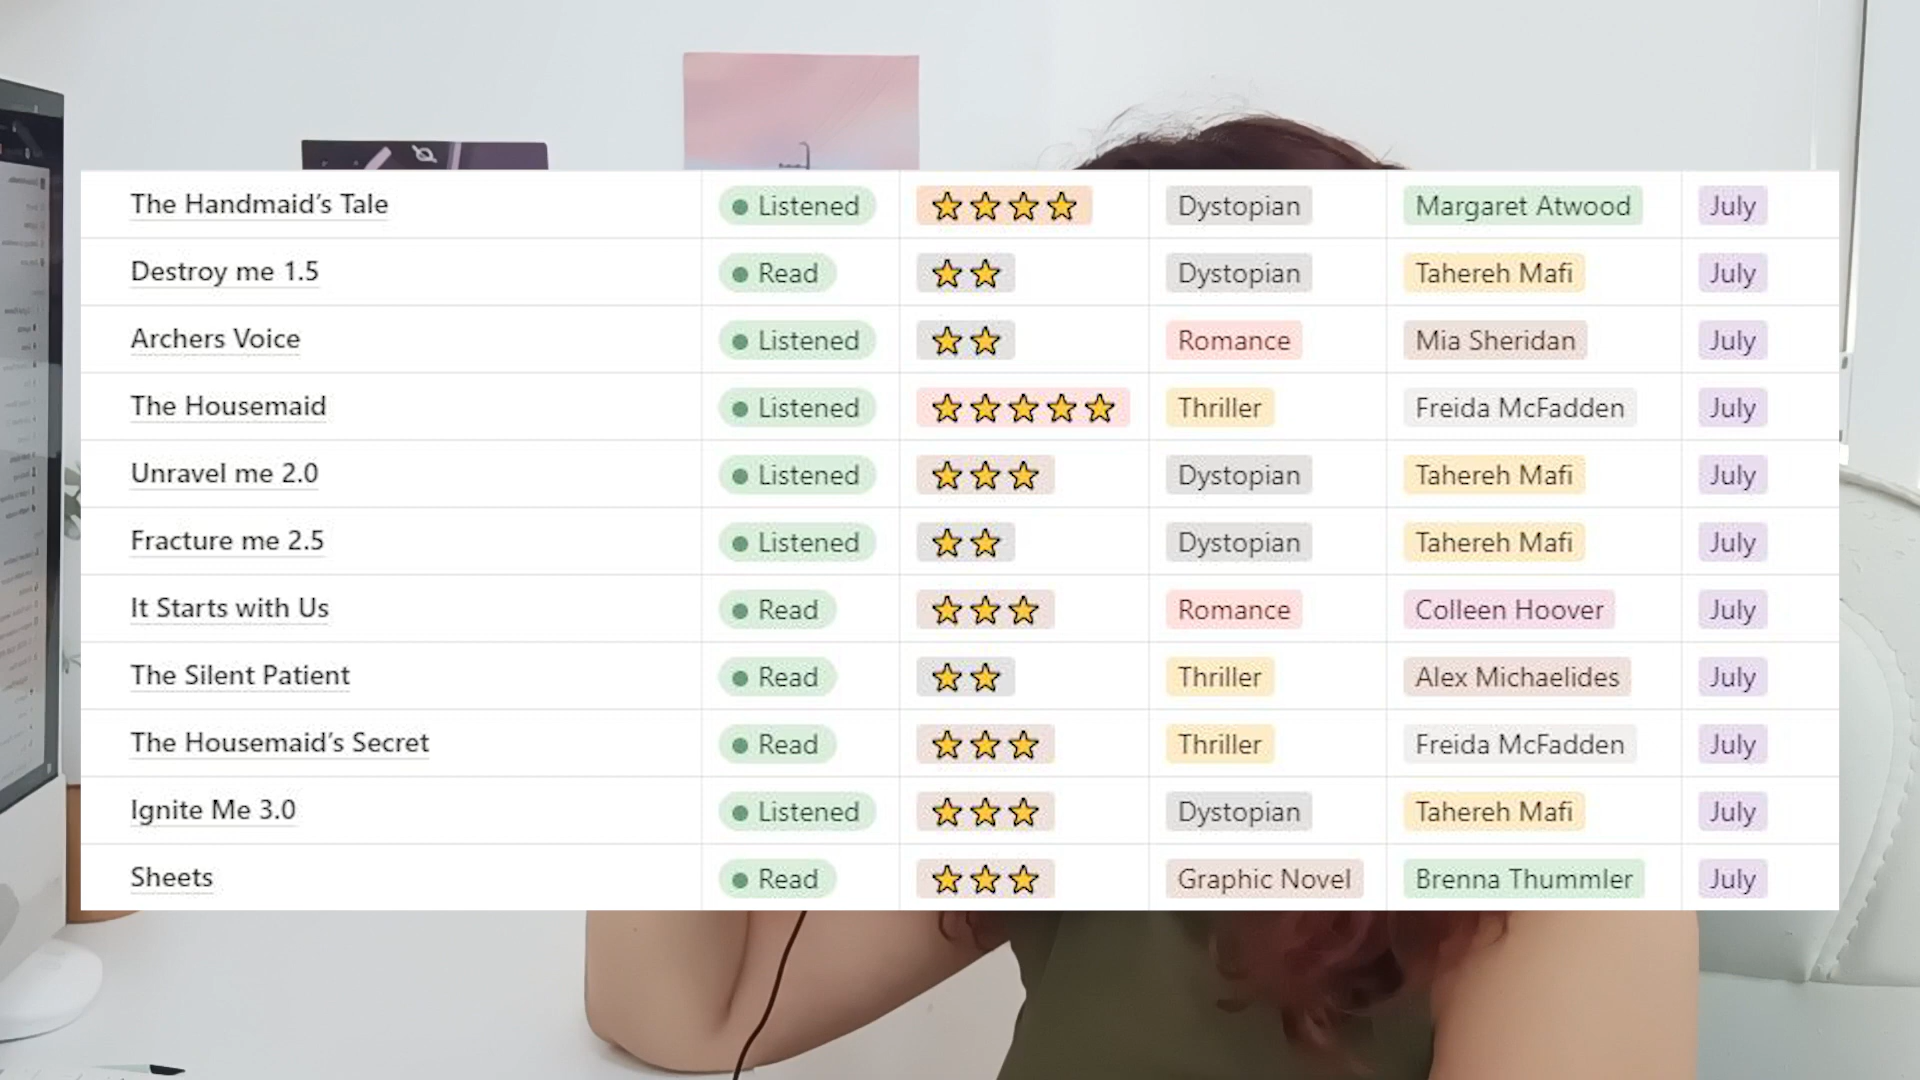 The Handmaid’s Tale Listened ⭐⭐⭐⭐ Dystopian Margaret Atwood July
Destroy me 1.5 Read ⭐⭐ Dystopian Tahereh Mafi July
Archers Voice Listened ⭐⭐ Romance Mia Sheridan July
The Housemaid Listened ⭐⭐⭐⭐⭐ Thriller Freida McFadden July
Unravel me 2.0 Listened ⭐⭐⭐ Dystopian Tahereh Mafi July
Fracture me 2.5 Listened ⭐⭐ Dystopian Tahereh Mafi July
It Starts with Us Read ⭐⭐⭐ Romance Colleen Hoover July
The Silent Patient Read ⭐⭐ Thriller Alex Michaelides July
The Housemaid’s Secret Read ⭐⭐⭐ Thriller Freida McFadden July
Ignite Me 3.0 Listened ⭐⭐⭐ Dystopian Tahereh Mafi July
Sheets Read ⭐⭐⭐ Graphic Novel Brenna Thummler July